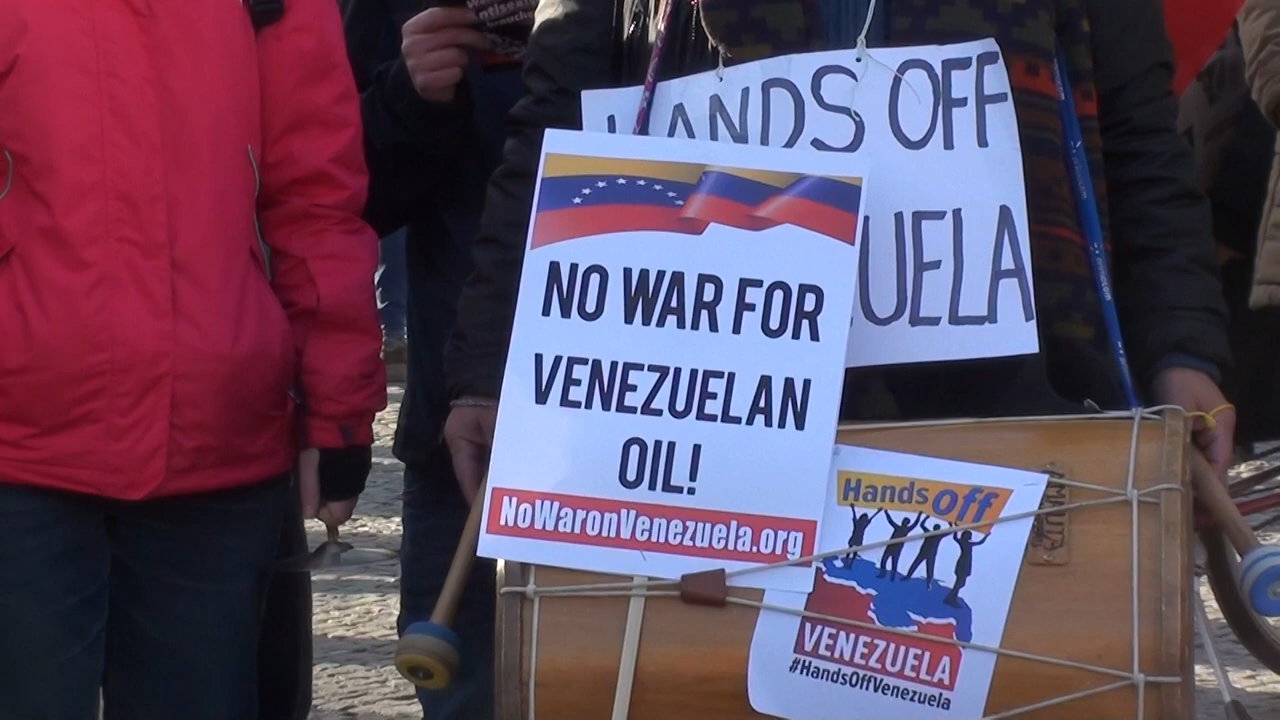 HANDS OFF
UELA
NO WAR FOR
VENEZUELAN
OIL!
NoWaronVenezuela.org
Hands Off
VENEZUELA
#HandsOffVenezuela